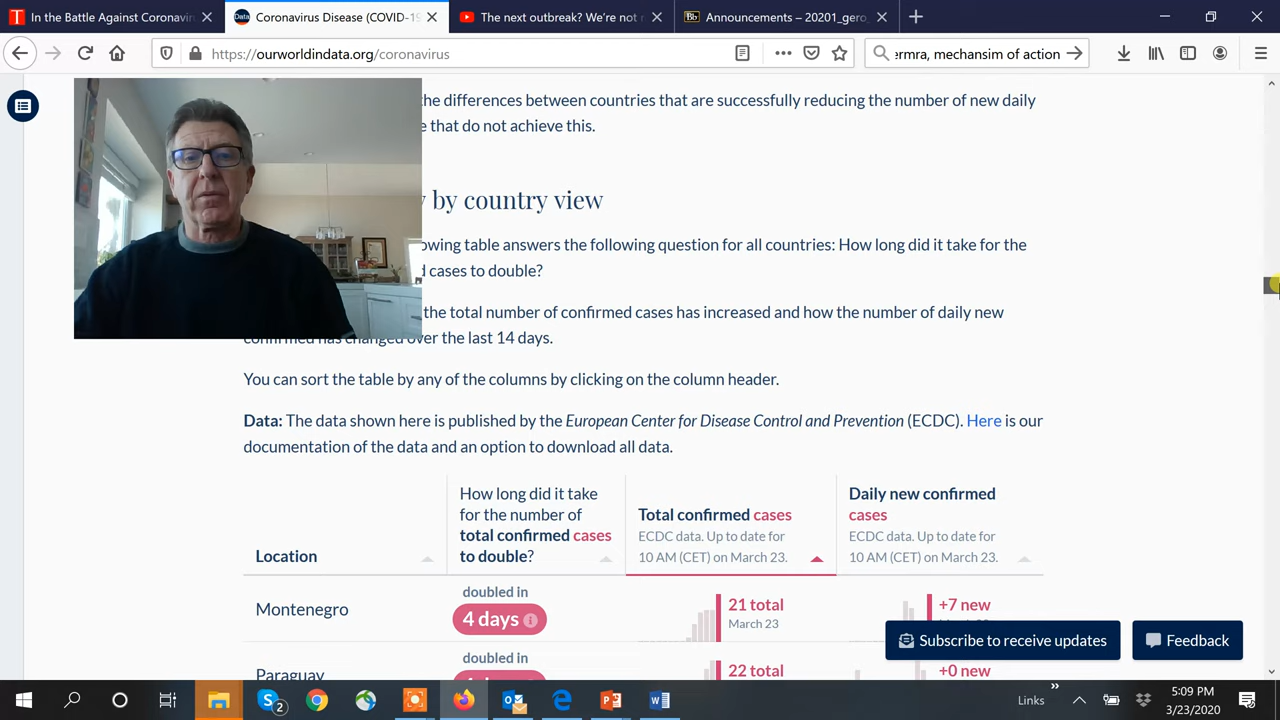 In the Battle Against Coronavir
Coronavirus Disease (COVID-19
The next outbreak? We're not r
Bb Announcements – 20201_gero
https://ourworldindata.org/coronavirus
ermra, mechansim of action
the differences between countries that are successfully reducing the number of new daily
e that do not achieve this.
by country view
owing table answers the following question for all countries: How long did it take for the
d cases to double?
the total number of confirmed cases has increased and how the number of daily new
confirmed has changed over the last 14 days.
You can sort the table by any of the columns by clicking on the column header.
Data: The data shown here is published by the European Center for Disease Control and Prevention (ECDC). Here is our
documentation of the data and an option to download all data.
Location
How long did it take
for the number of
total confirmed cases
to double?
Total confirmed cases
ECDC data. Up to date for
10 AM (CET) on March 23.
Daily new confirmed
cases
ECDC data. Up to date for
10 AM (CET) on March 23.
Montenegro
doubled in
4 days
21 total
March 23
+7 new
Paraguay
doubled in
22 total
+0 new
Subscribe to receive updates
Feedback
2
Links
5:09 PM
3/23/2020